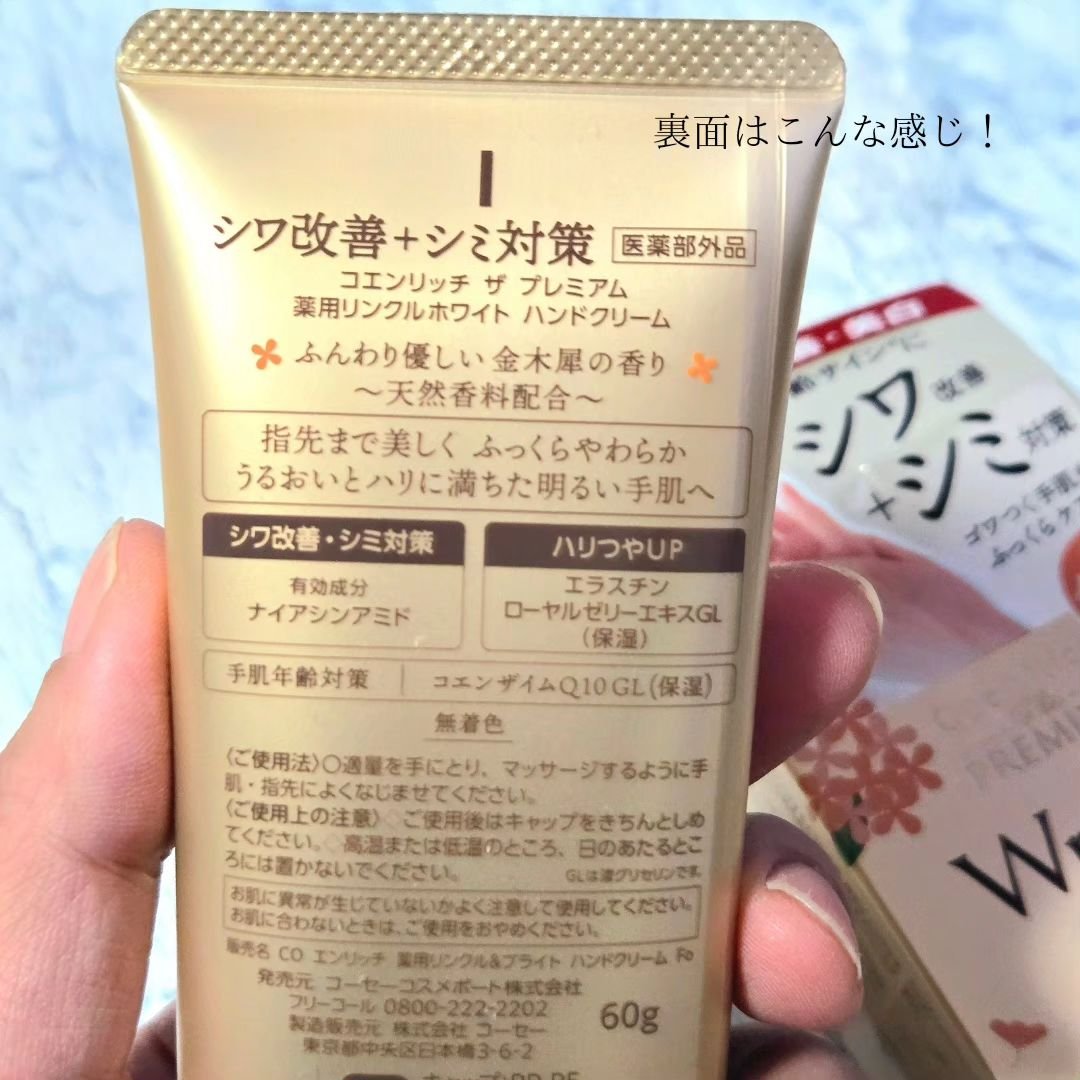 裏面はこんな感じ！
シワ改善+シミ対策 医薬部外品
コエンリッチ ザ プレミアム
薬用リンクルホワイト ハンドクリーム
ふんわり優しい金木犀の香り
～天然香料配合～
指先まで美しく ふっくらやわらか
うるおいとハリに満ちた明るい手肌へ
シワ改善・シミ対策
有効成分
ナイアシンアミド
ハリつやUP
エラスチン
ローヤルゼリーエキスGL
(保湿)
手肌年齢対策 コエンザイムQ10 GL(保湿)
無着色
〈ご使用法〉○適量を手にとり、マッサージするように手
肌・指先によくなじませてください。
〈ご使用上の注意〉◇ご使用後はキャップをきちんとしめ
てください。◇高温または低温のところ、日のあたるとこ
ろには置かないでください。 GLは濃グリセリンです。
お肌に異常が生じていないかよく注意して使用してください。
お肌に合わないときは、ご使用をおやめください。
販売名 CO エンリッチ 薬用リンクル&ブライト ハンドクリーム Fo
発売元 コーセーコスメポート株式会社
フリーコール 0800-222-2202
製造販売元 株式会社 コーセー
東京都中央区日本橋3-6-2
60g
シワ改善
+シミ対策
ゴワつく手肌
ふっくらケア
PREMI
Wr